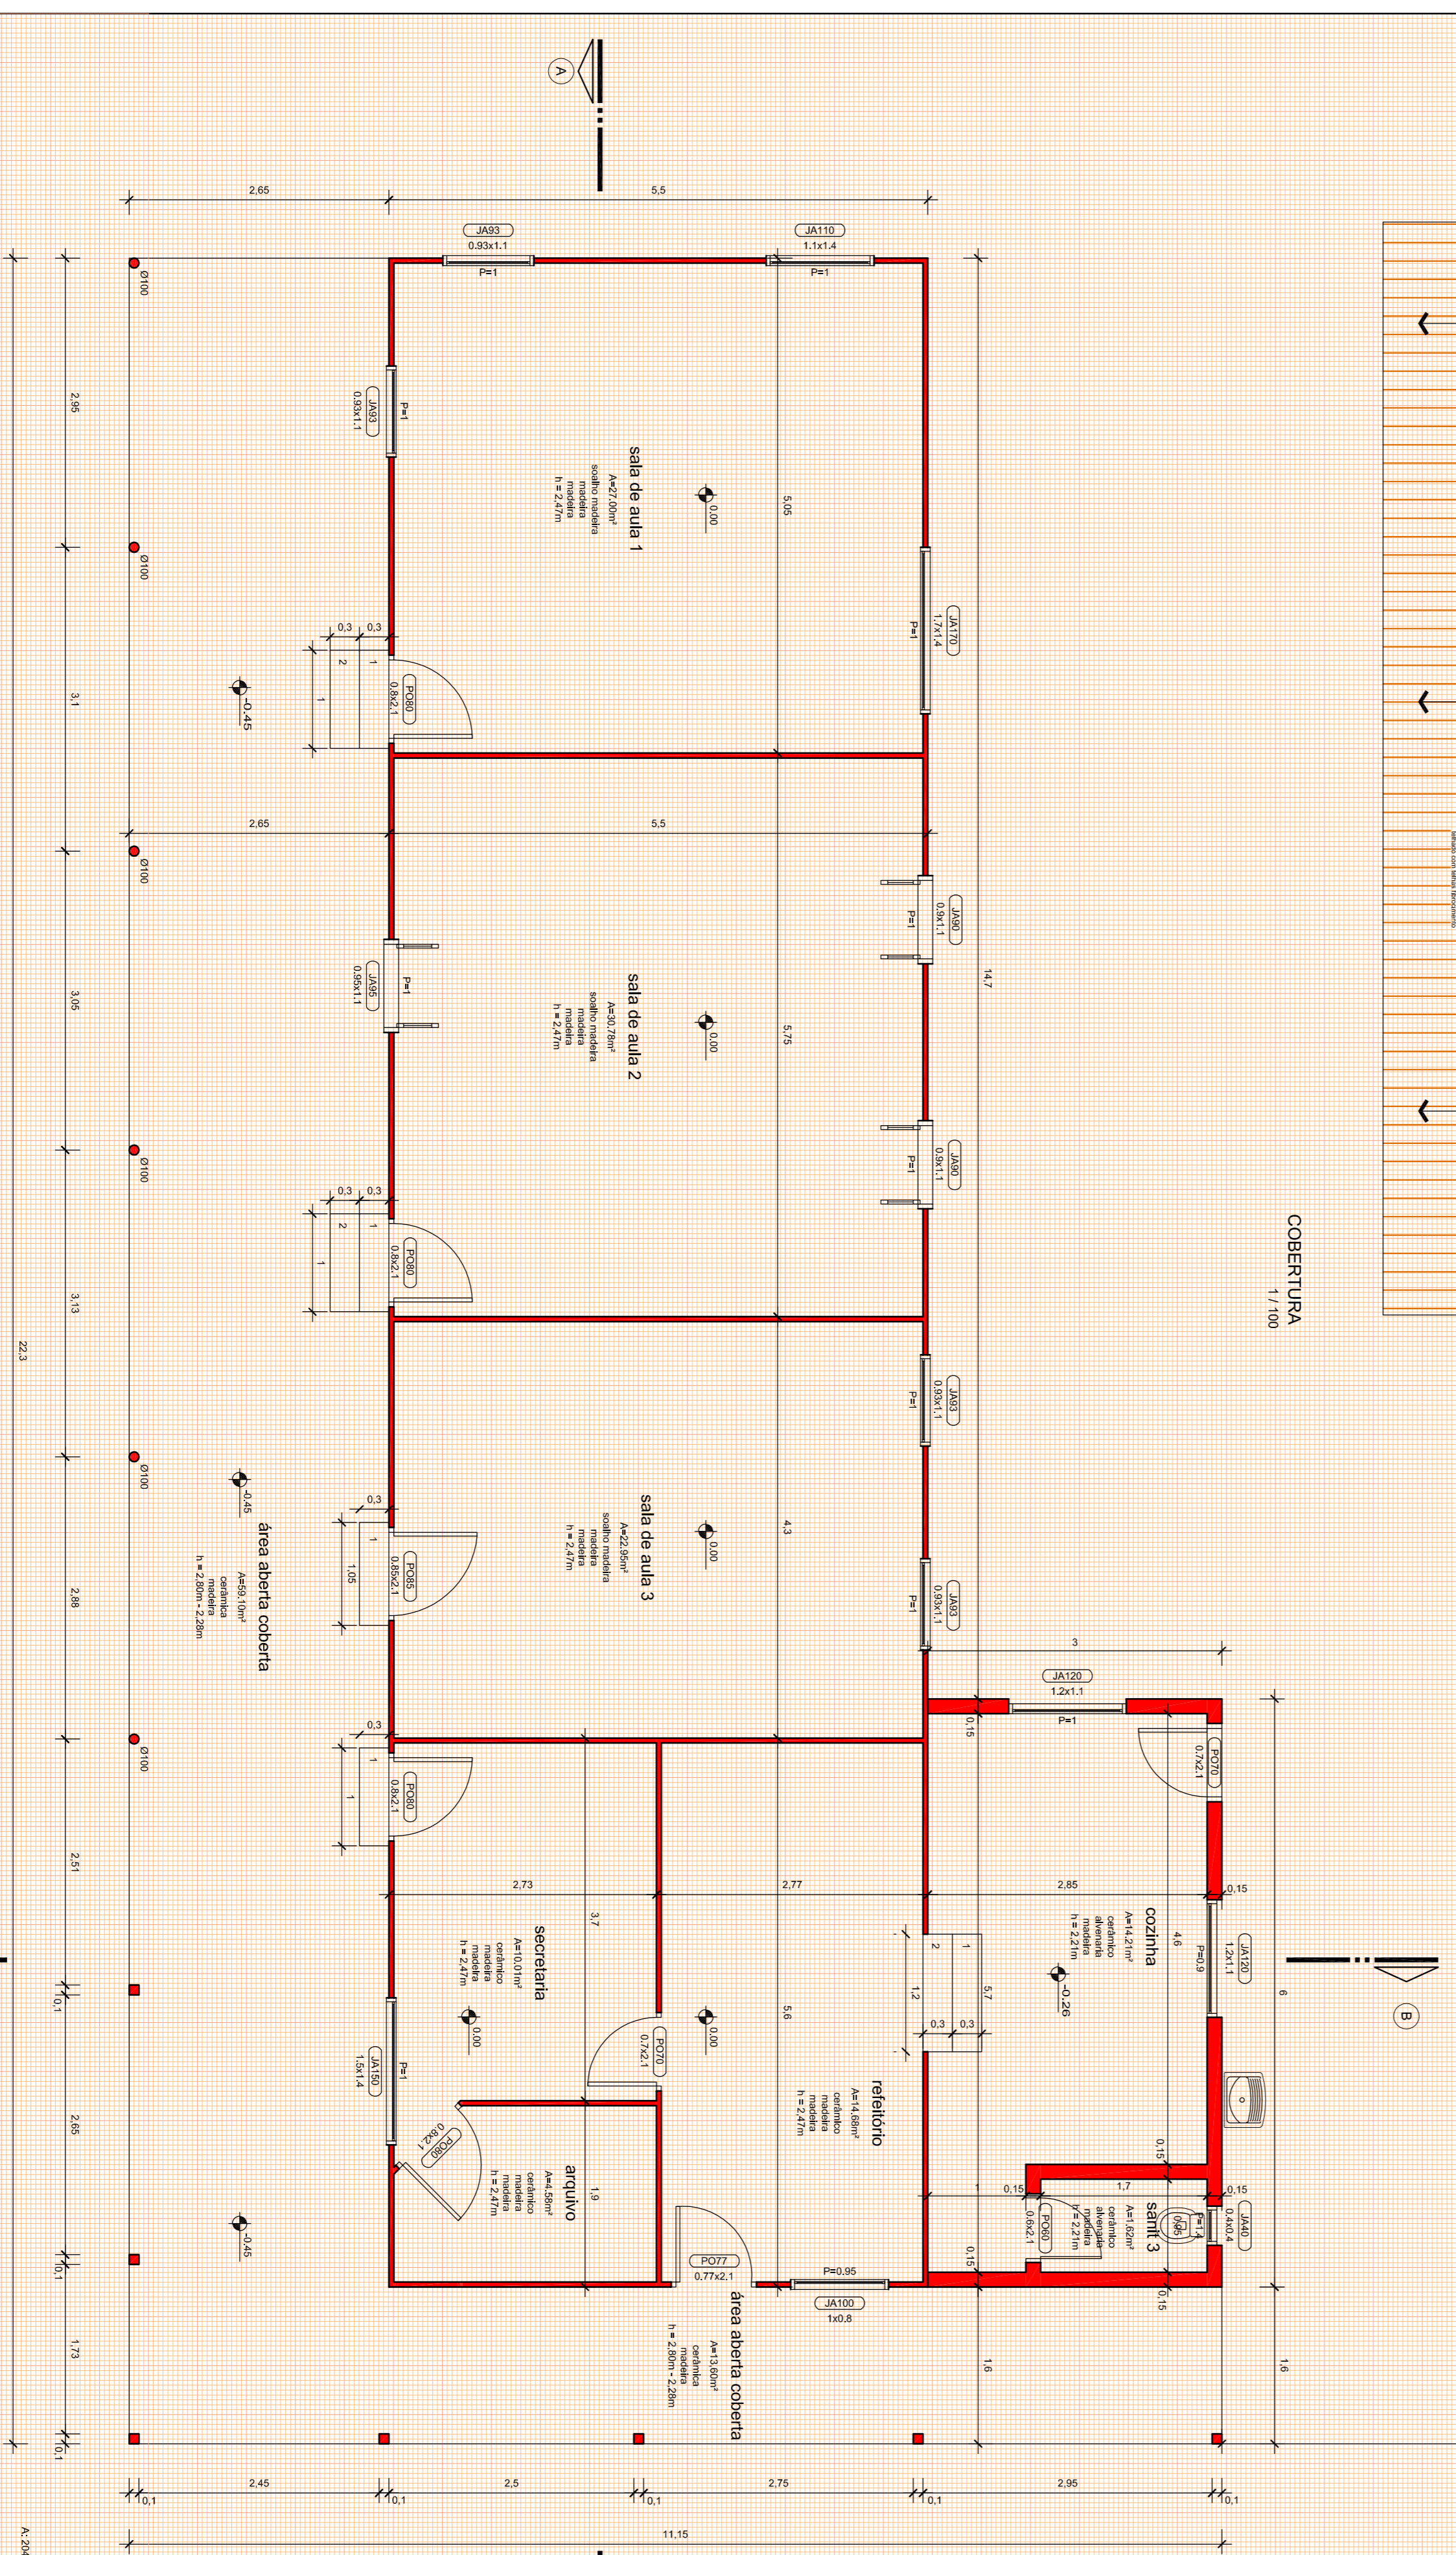 A
2,65
5,5
JA93
0.93x1.1
P=1
JA110
1.1x1.4
P=1
Ø100
2,95
JA93
0.93x1.1
P=1
sala de aula 1
A=27.00m²
soalho madeira
madeira
madeira
h = 2,47m
0.00
5,05
Ø100
JA170
1.7x1.4
P=1
0,3
0,3
2
1
1
PO80
0.8x2.1
-0.45
3,1
2,65
5,5
Ø100
JA90
0.9x1.1
P=1
JA95
0.95x1.1
P=1
sala de aula 2
A=30.78m²
soalho madeira
madeira
madeira
h = 2,47m
0.00
5,75
14,7
3,05
Ø100
JA90
0.9x1.1
P=1
0,3
0,3
2
1
1
PO80
0.8x2.1
3,13
22,3
COBERTURA
1 / 100
JA93
0.93x1.1
P=1
Ø100
-0.45
sala de aula 3
A=22.95m²
soalho madeira
madeira
madeira
h = 2,47m
0.00
4,3
0,3
1
1,05
PO85
0.85x2.1
JA93
0.93x1.1
P=1
área aberta coberta
A=59.10m²
cerâmica
madeira
h = 2,80m - 2,28m
2,88
3
JA120
1.2x1.1
P=1
0,15
PO70
0.7x2.1
Ø100
0,3
1
1
PO80
0.8x2.1
2,51
2,73
2,77
2,85
0,15
3,7
secretaria
A=10.01m²
cerâmico
madeira
madeira
h = 2,47m
0.00
cozinha
A=14.21m²
cerâmico
alvenaria
madeira
h = 2,21m
-0.26
4,6
P=0.9
JA120
1.2x1.1
6
B
2
1
1,2
5,7
0,3
0,3
0,1
0.00
5,6
PO70
0.7x2.1
JA150
1.5x1.4
P=1
refeitório
A=14.68m²
cerâmico
madeira
madeira
h = 2,47m
PO80
0.8x2.1
2,65
arquivo
A=4.58m²
cerâmico
madeira
madeira
h = 2,47m
1,9
0,15
1
0,15
1,7
0,15
sanit 3
A=1.62m²
cerâmico
alvenaria
madeira
h = 2,21m
PO60
0.6x2.1
0,95
P=1.4
JA40
0.4x0.4
-0.45
0,1
PO77
0.77x2.1
P=0.95
JA100
1x0.8
0,15
0,15
área aberta coberta
A=13.60m²
cerâmica
madeira
h = 2,80m - 2,28m
1,73
1,6
1,6
0,1
2,45
0,1
0,1
2,5
0,1
2,75
0,1
2,95
0,1
11,15